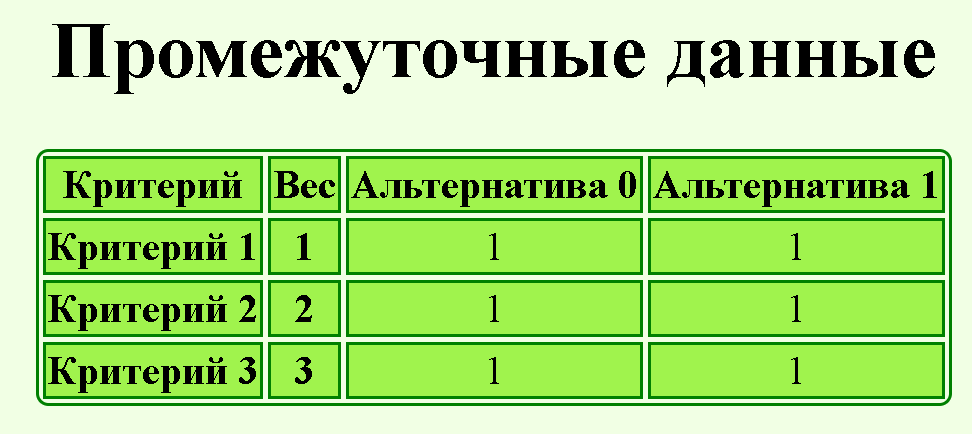 Промежуточные данные
Критерий Вес Альтернатива 0 Альтернатива 1
Критерий 1 1 1 1
Критерий 2 2 1 1
Критерий 3 3 1 1